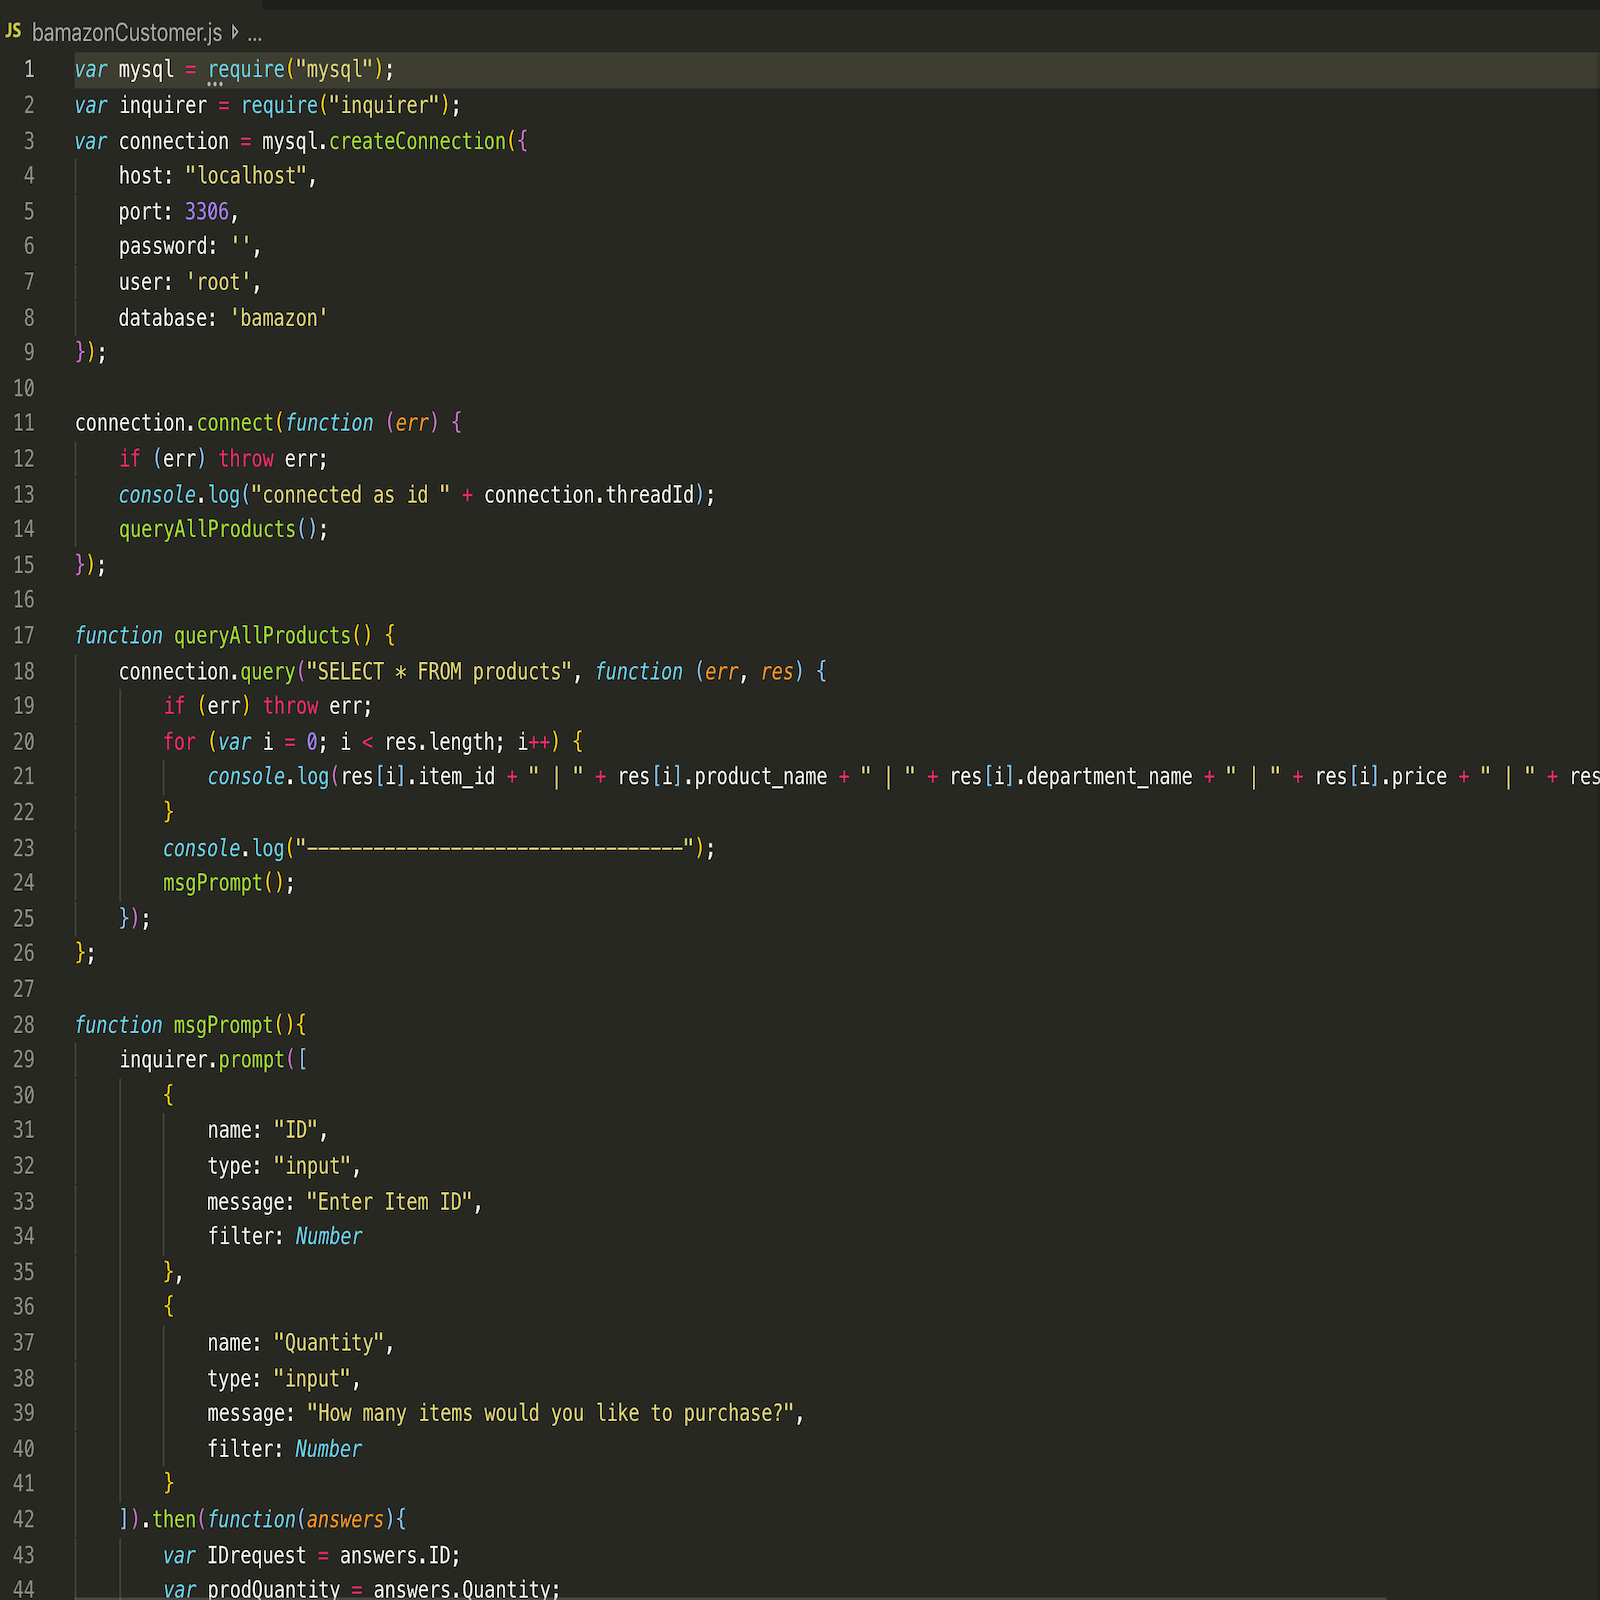 JS bamazonCustomer.js ...
1 var mysql = require("mysql");
2 var inquirer = require("inquirer");
3 var connection = mysql.createConnection({
4 host: "localhost",
5 port: 3306,
6 password: '',
7 user: 'root',
8 database: 'bamazon'
9 });
10
11 connection.connect(function (err) {
12 if (err) throw err;
13 console.log("connected as id " + connection.threadId);
14 queryAllProducts();
15 });
16
17 function queryAllProducts() {
18 connection.query("SELECT * FROM products", function (err, res) {
19 if (err) throw err;
20 for (var i = 0; i < res.length; i++) {
21 console.log(res[i].item_id + " | " + res[i].product_name + " | " + res[i].department_name + " | " + res[i].price + " | " + res
22 }
23 console.log("----------------------------------");
24 msgPrompt();
25 });
26 };
27
28 function msgPrompt(){
29 inquirer.prompt([
30 {
31 name: "ID",
32 type: "input",
33 message: "Enter Item ID",
34 filter: Number
35 },
36 {
37 name: "Quantity",
38 type: "input",
39 message: "How many items would you like to purchase?",
40 filter: Number
41 }
42 ]).then(function(answers){
43 var IDrequest = answers.ID;
44 var prodQuantity = answers.Quantity;